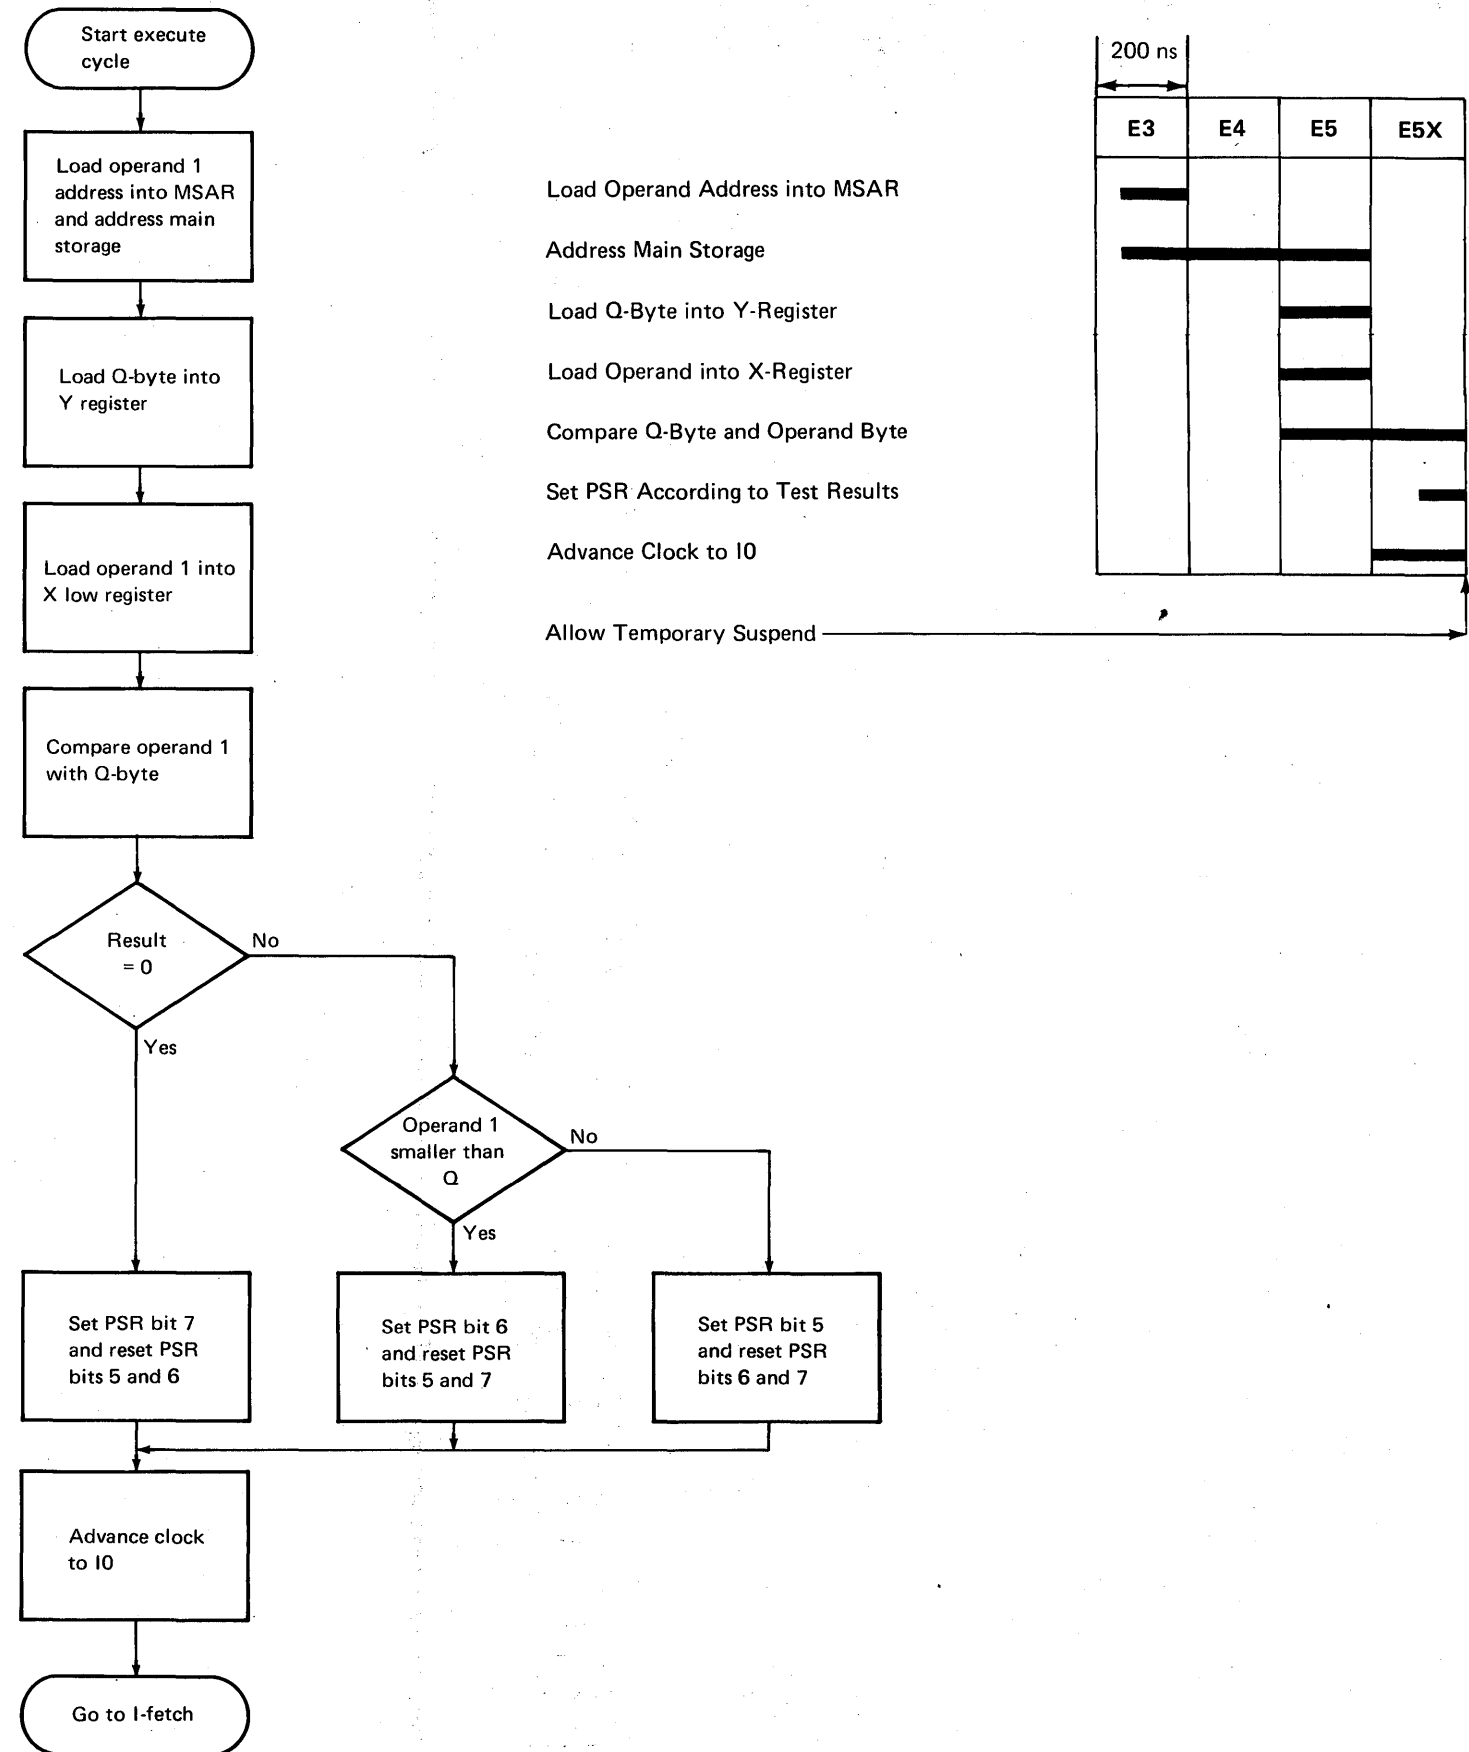 Start execute
cycle
Load operand 1
address into MSAR
and address main
storage
Load Q-byte into
Y register
Load operand 1 into
X low register
Compare operand 1
with Q-byte
Result
= 0
No
Yes
Operand 1
smaller than
Q
No
Yes
Set PSR bit 7
and reset PSR
bits 5 and 6
Set PSR bit 6
and reset PSR
bits 5 and 7
Set PSR bit 5
and reset PSR
bits 6 and 7
Advance clock
to I0
Go to I-fetch
200 ns
E3 E4 E5 E5X
Load Operand Address into MSAR
Address Main Storage
Load Q-Byte into Y-Register
Load Operand into X-Register
Compare Q-Byte and Operand Byte
Set PSR According to Test Results
Advance Clock to I0
Allow Temporary Suspend